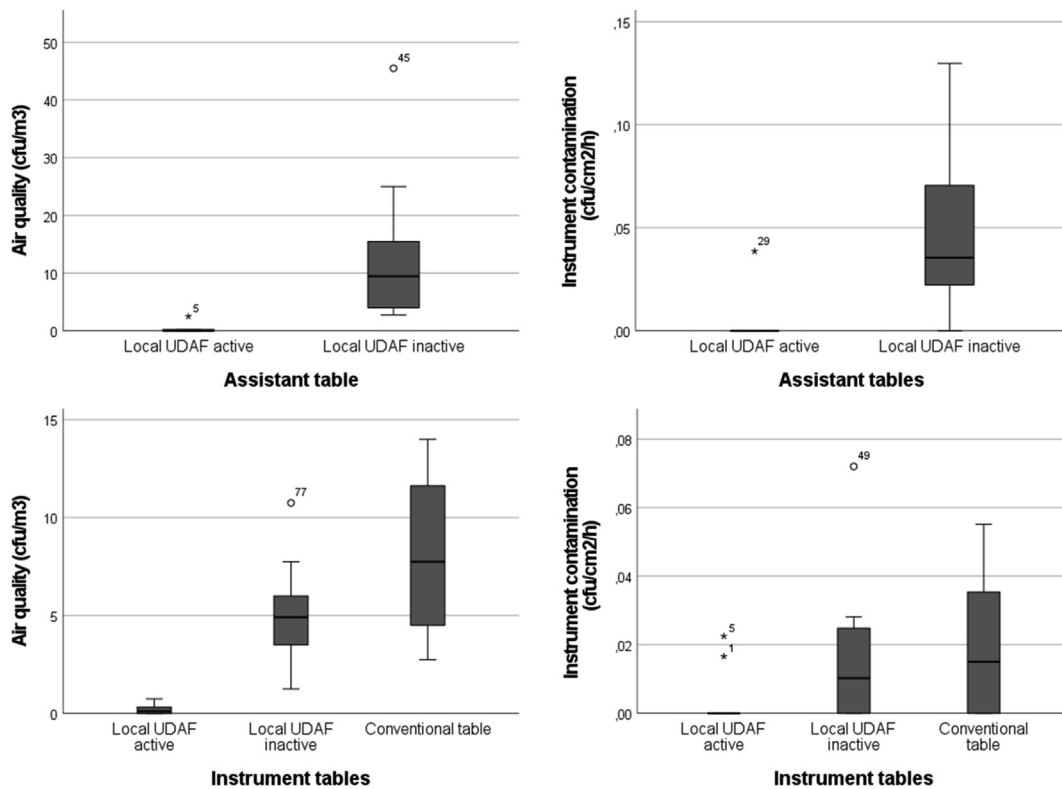 Air quality (cfu/m3)
50
40
30
20
10
0
45
5
Local UDAF active
Local UDAF inactive
Assistant table
Instrument contamination
(cfu/cm2/h)
,15
,10
,05
,00
29
Local UDAF active
Local UDAF inactive
Assistant tables
Air quality (cfu/m3)
15
10
5
0
77
Local UDAF
active
Local UDAF
inactive
Conventional table
Instrument tables
Instrument contamination
(cfu/cm2/h)
,08
,06
,04
,02
,00
49
5
1
Local UDAF
active
Local UDAF
inactive
Conventional
table
Instrument tables